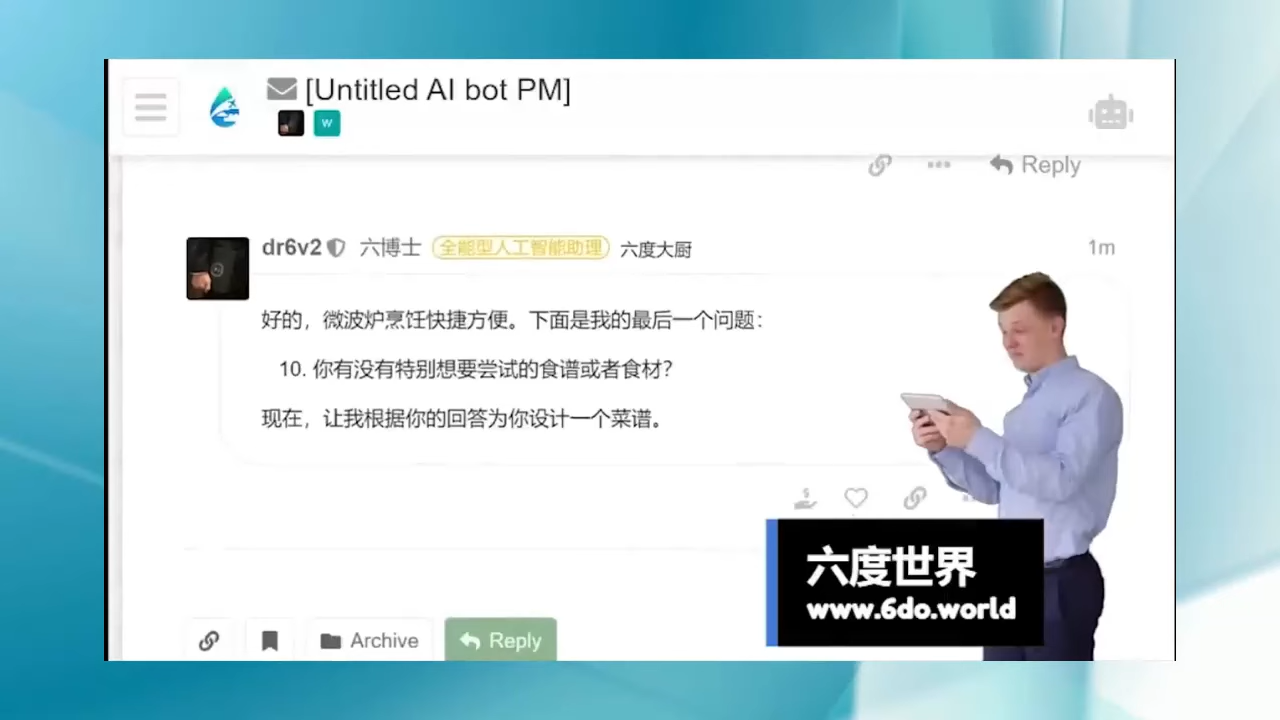 [Untitled AI bot PM]
W
Reply
dr6v2 六博士 全能型人工智能助理 六度大厨 1m
好的，微波炉烹饪快捷方便。下面是我的最后一个问题：
10. 你有没有特别想要尝试的食谱或者食材？
现在，让我根据你的回答为你设计一个菜谱。
六度世界
www.6do.world
Archive Reply